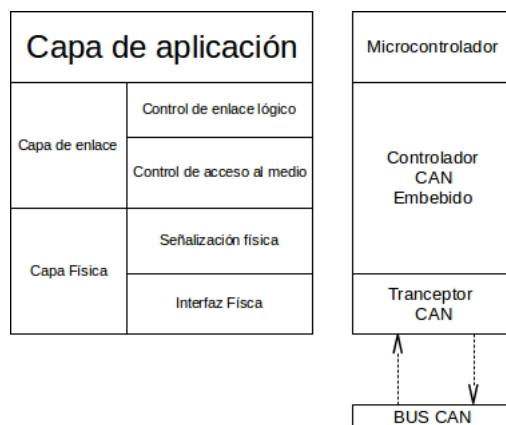 Capa de aplicación
Capa de enlace
Control de enlace lógico
Control de acceso al medio
Capa Física
Señalización física
Interfaz Físca
Microcontrolador
Controlador
CAN
Embebido
Tranceptor
CAN
BUS CAN